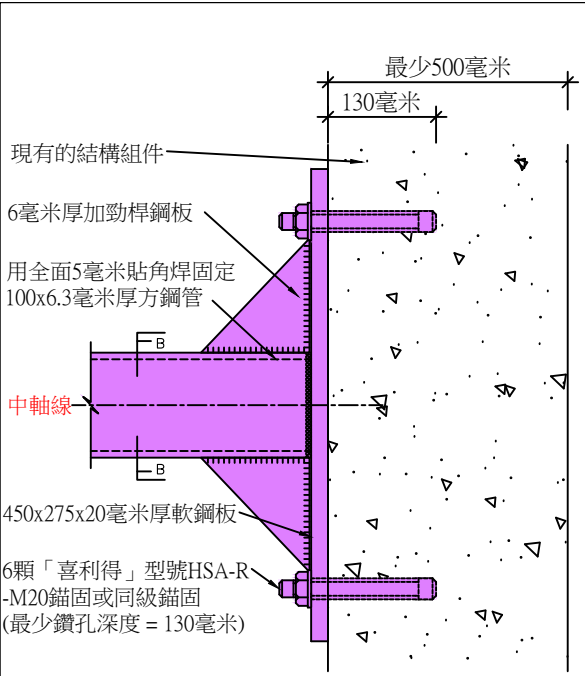 最少500毫米
130毫米
現有的結構組件
6毫米厚加勁桿鋼板
用全面5毫米貼角焊固定
100x6.3毫米厚方鋼管
B
中軸線
B
450x275x20毫米厚軟鋼板
6顆「喜利得」型號HSA-R
-M20錨固或同級錨固
(最少鑽孔深度 = 130毫米)